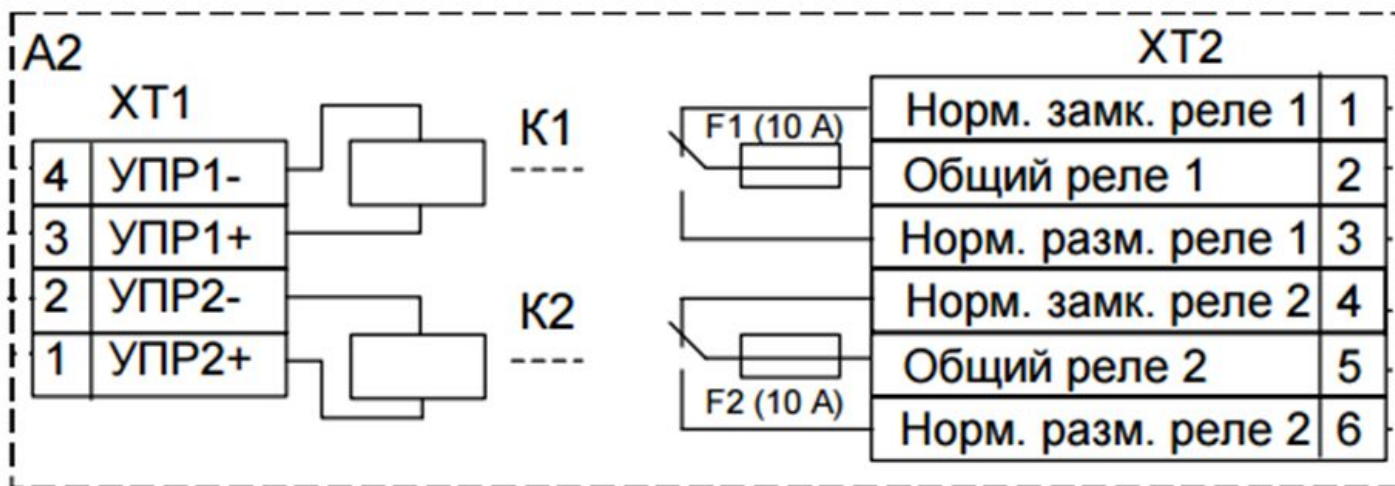 A2
XT1
4 УПР1-
3 УПР1+
2 УПР2-
1 УПР2+
К1
К2
F1 (10 А)
F2 (10 А)
XT2
Норм. замк. реле 1 1
Общий реле 1 2
Норм. разм. реле 1 3
Норм. замк. реле 2 4
Общий реле 2 5
Норм. разм. реле 2 6